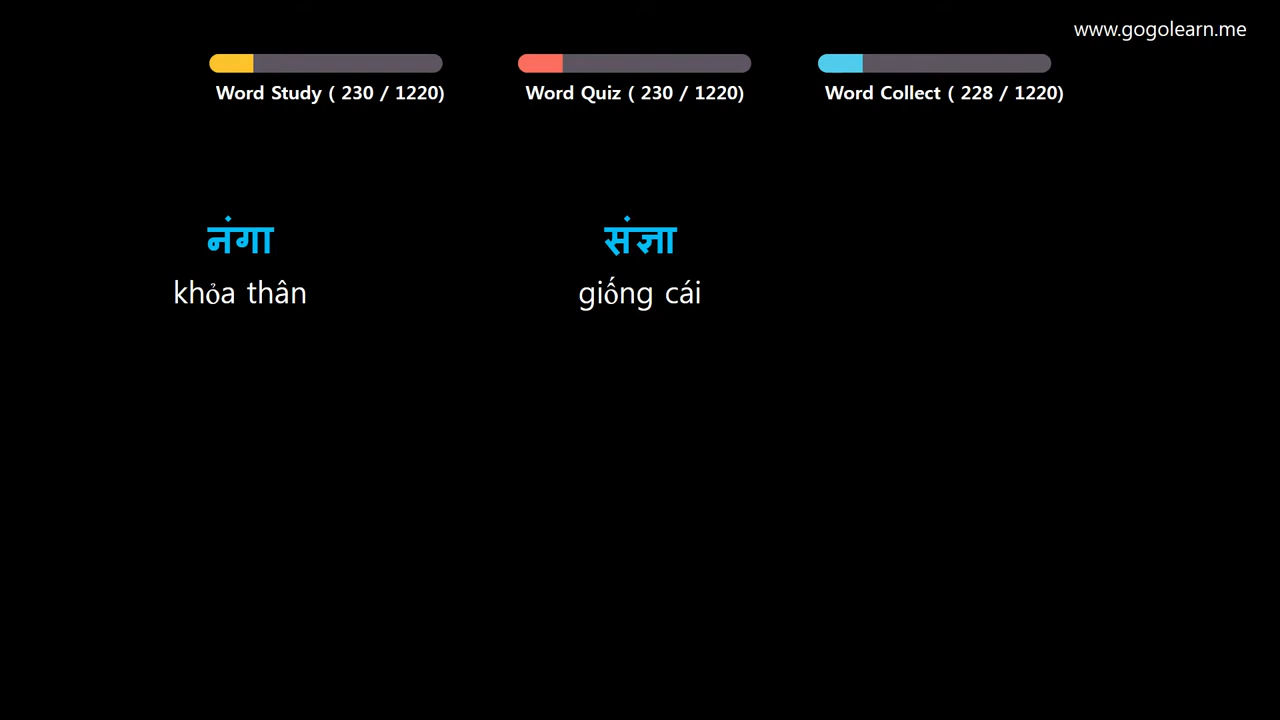 www.gogolearn.me
Word Study ( 230 / 1220)
Word Quiz ( 230 / 1220)
Word Collect ( 228 / 1220)
नंगा
khỏa thân
संज्ञा
giống cái